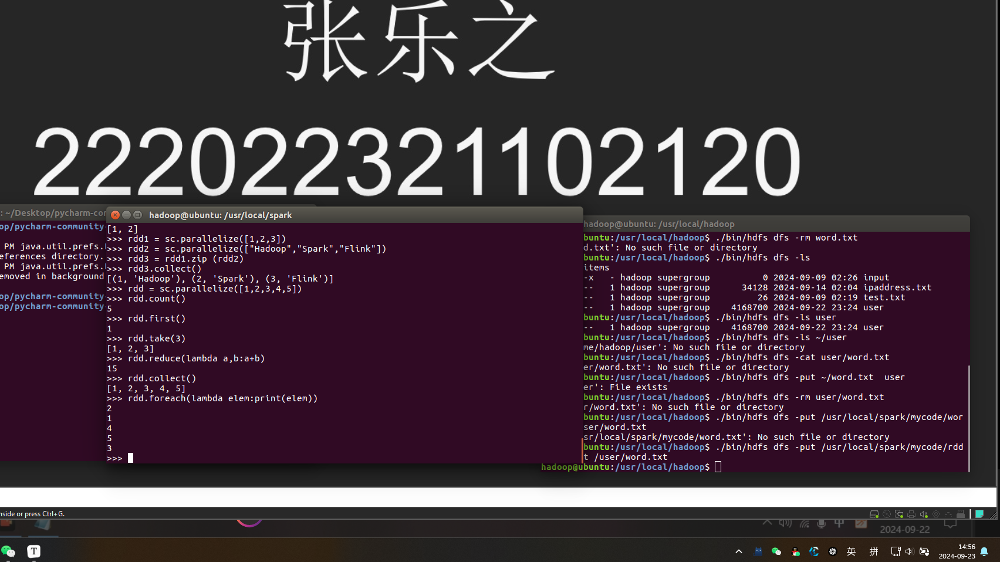 张乐之
222022321102120
: ~/Desktop/pycharm-cor
op/pycharm-community-
PM java.util.prefs.
eferences directory.
PM java.util.prefs.
emoved in background
op/pycharm-community-
op/pycharm-community-
hadoop@ubuntu: /usr/local/spark
[1, 2]
>>> rdd1 = sc.parallelize([1,2,3])
>>> rdd2 = sc.parallelize(["Hadoop","Spark","Flink"])
>>> rdd3 = rdd1.zip (rdd2)
>>> rdd3.collect()
[(1, 'Hadoop'), (2, 'Spark'), (3, 'Flink')]
>>> rdd = sc.parallelize([1,2,3,4,5])
>>> rdd.count()
5
>>> rdd.first()
1
>>> rdd.take(3)
[1, 2, 3]
>>> rdd.reduce(lambda a,b:a+b)
15
>>> rdd.collect()
[1, 2, 3, 4, 5]
>>> rdd.foreach(lambda elem:print(elem))
2
1
4
5
3
>>>
hadoop@ubuntu: /usr/local/hadoop
buntu:/usr/local/hadoop$ ./bin/hdfs dfs -rm word.txt
d.txt': No such file or directory
buntu:/usr/local/hadoop$ ./bin/hdfs dfs -ls
items
-x   - hadoop supergroup          0 2024-09-09 02:26 input
--   1 hadoop supergroup      34128 2024-09-14 02:04 ipaddress.txt
--   1 hadoop supergroup         26 2024-09-09 02:19 test.txt
--   1 hadoop supergroup    4168700 2024-09-22 23:24 user
buntu:/usr/local/hadoop$ ./bin/hdfs dfs -ls user
--   1 hadoop supergroup    4168700 2024-09-22 23:24 user
buntu:/usr/local/hadoop$ ./bin/hdfs dfs -ls ~/user
me/hadoop/user': No such file or directory
buntu:/usr/local/hadoop$ ./bin/hdfs dfs -cat user/word.txt
er/word.txt': No such file or directory
buntu:/usr/local/hadoop$ ./bin/hdfs dfs -put ~/word.txt  user
er': File exists
buntu:/usr/local/hadoop$ ./bin/hdfs dfs -rm user/word.txt
r/word.txt': No such file or directory
buntu:/usr/local/hadoop$ ./bin/hdfs dfs -put /usr/local/spark/mycode/wor
ser/word.txt
sr/local/spark/mycode/word.txt': No such file or directory
buntu:/usr/local/hadoop$ ./bin/hdfs dfs -put /usr/local/spark/mycode/rdd
t /user/word.txt
hadoop@ubuntu:/usr/local/hadoop$
nside or press Ctrl+G.
中
2024-09-22
T
英
拼
14:56
2024-09-23